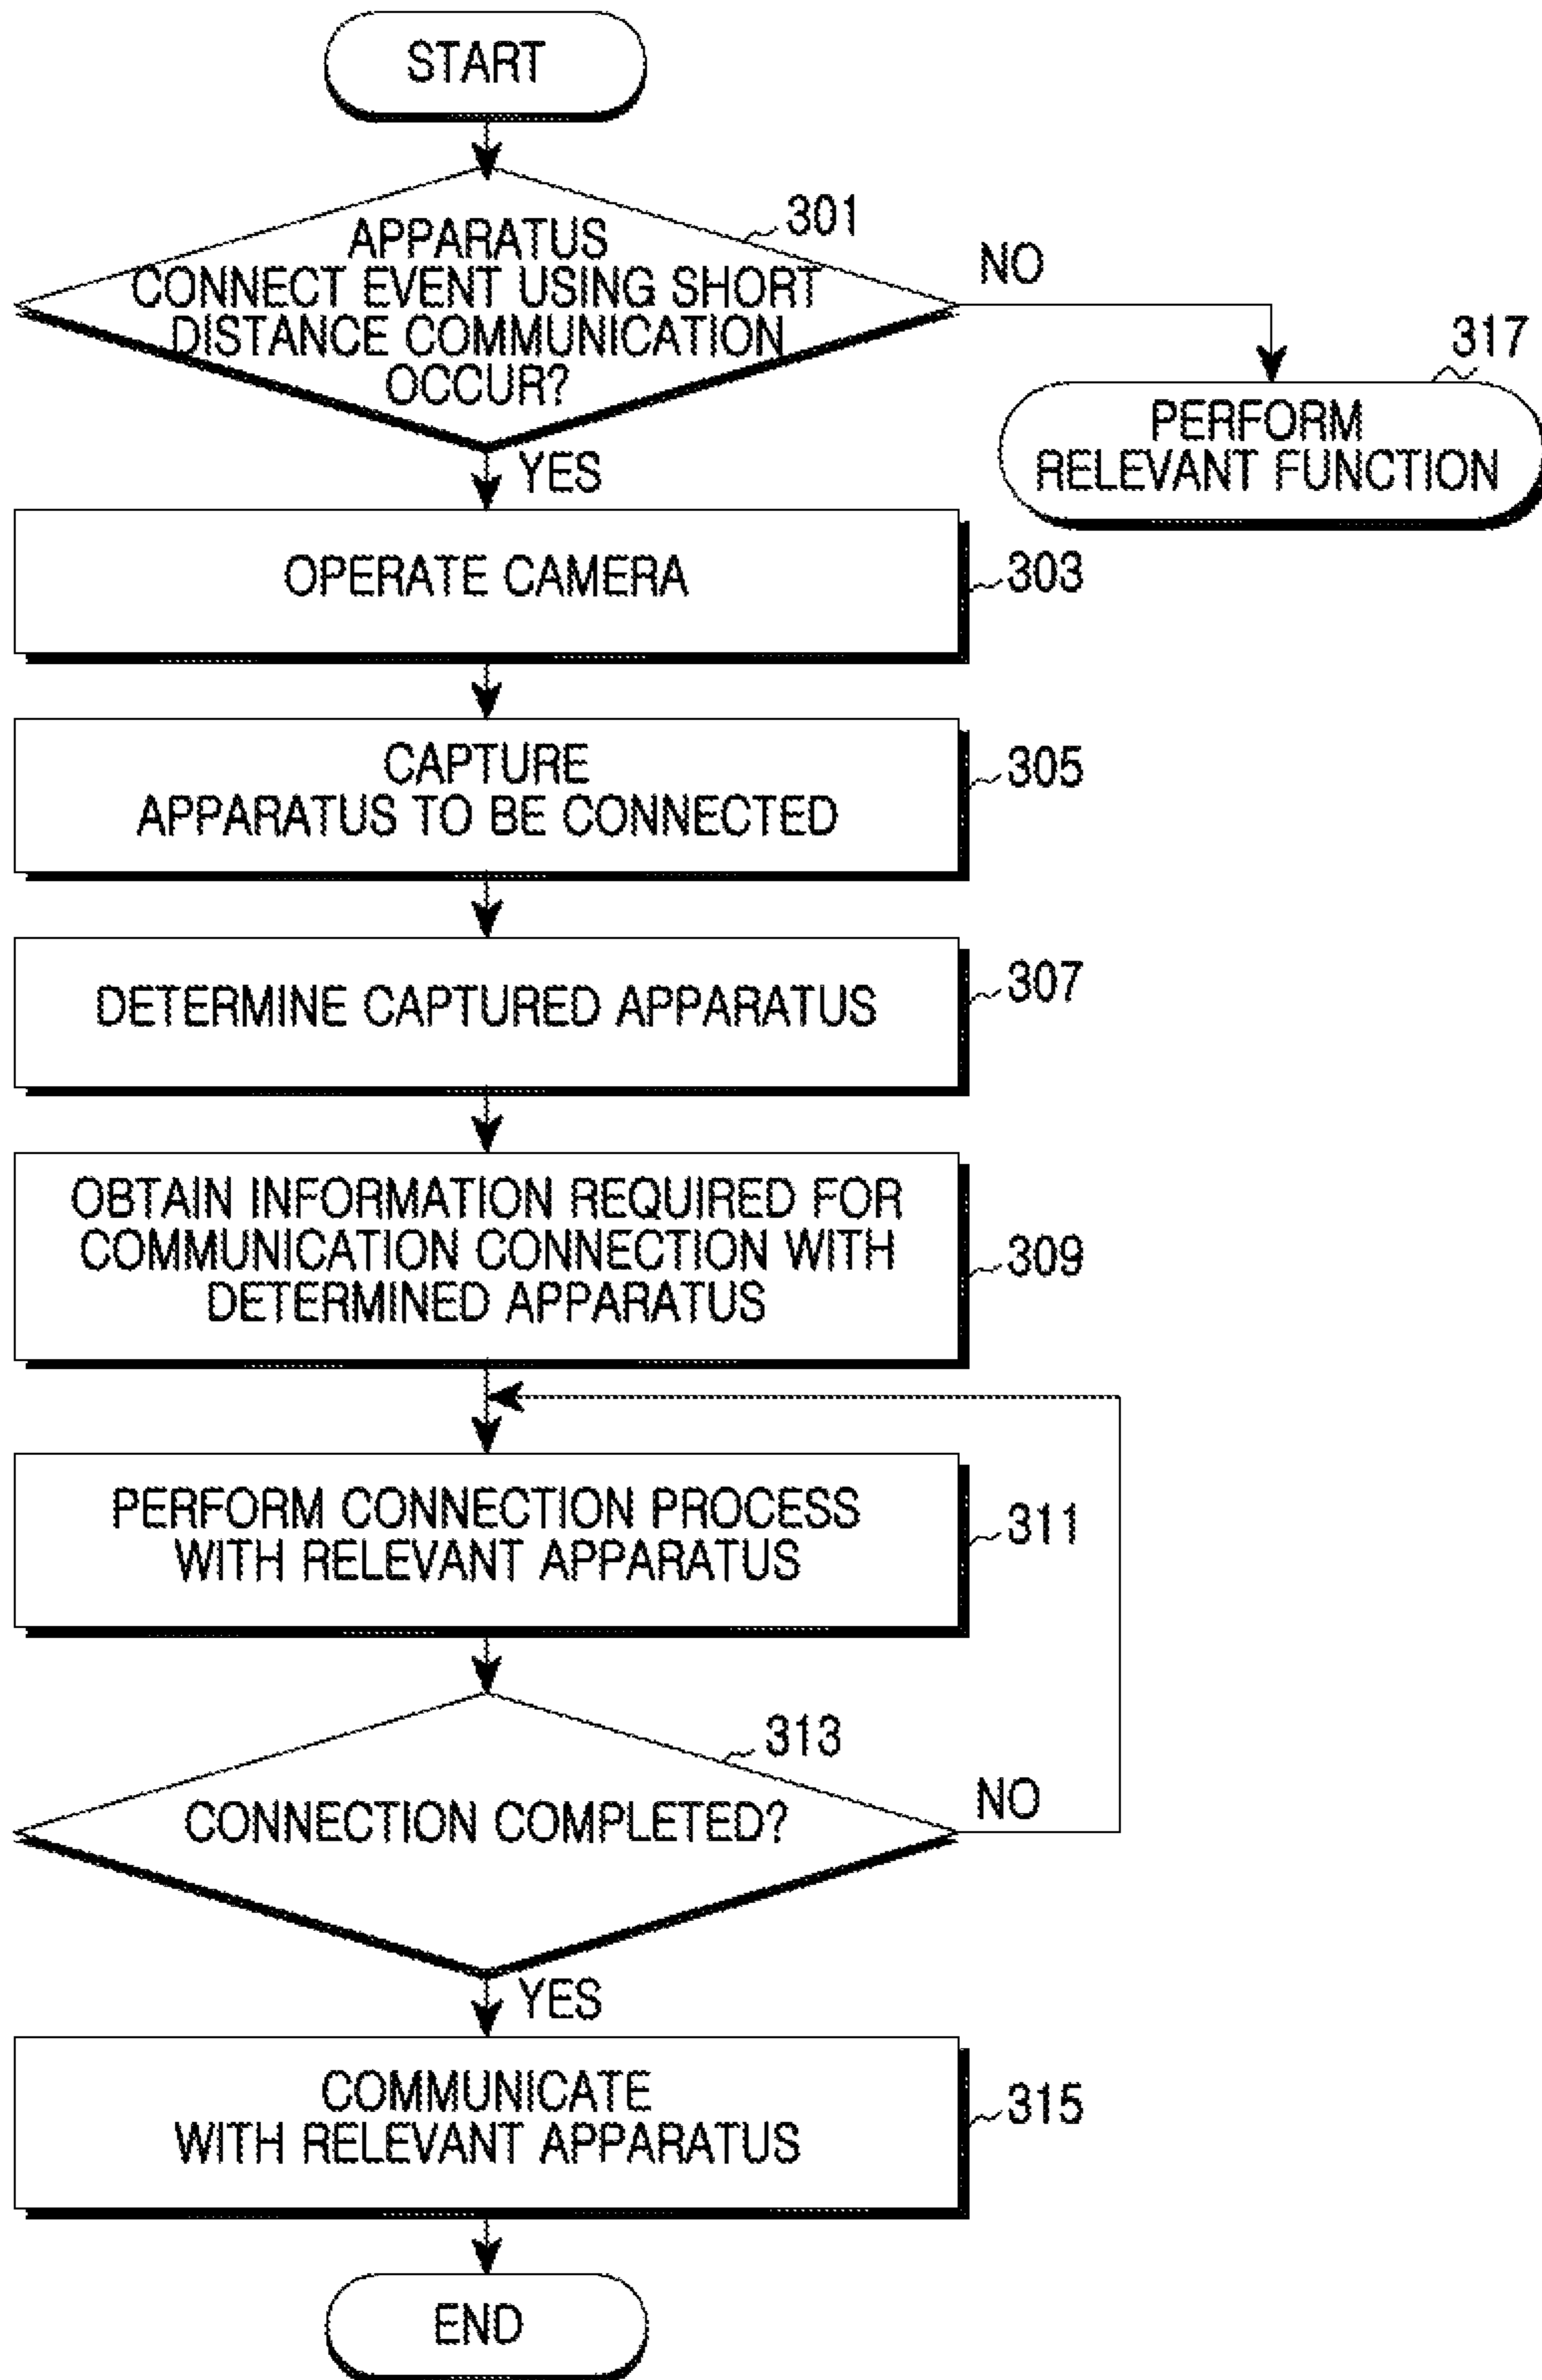 START
301
APPARATUS
CONNECT EVENT USING SHORT
DISTANCE COMMUNICATION
OCCUR?
NO
317
PERFORM
RELEVANT FUNCTION
YES
OPERATE CAMERA
303
CAPTURE
APPARATUS TO BE CONNECTED
305
DETERMINE CAPTURED APPARATUS
307
OBTAIN INFORMATION REQUIRED FOR
COMMUNICATION CONNECTION WITH
DETERMINED APPARATUS
309
PERFORM CONNECTION PROCESS
WITH RELEVANT APPARATUS
311
313
CONNECTION COMPLETED?
NO
YES
COMMUNICATE
WITH RELEVANT APPARATUS
315
END